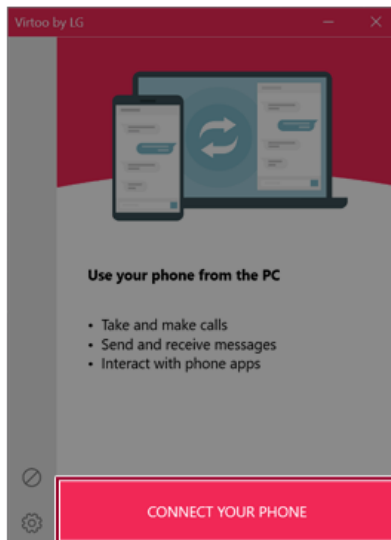 Virtoo by LG
Use your phone from the PC
• Take and make calls
• Send and receive messages
• Interact with phone apps
CONNECT YOUR PHONE